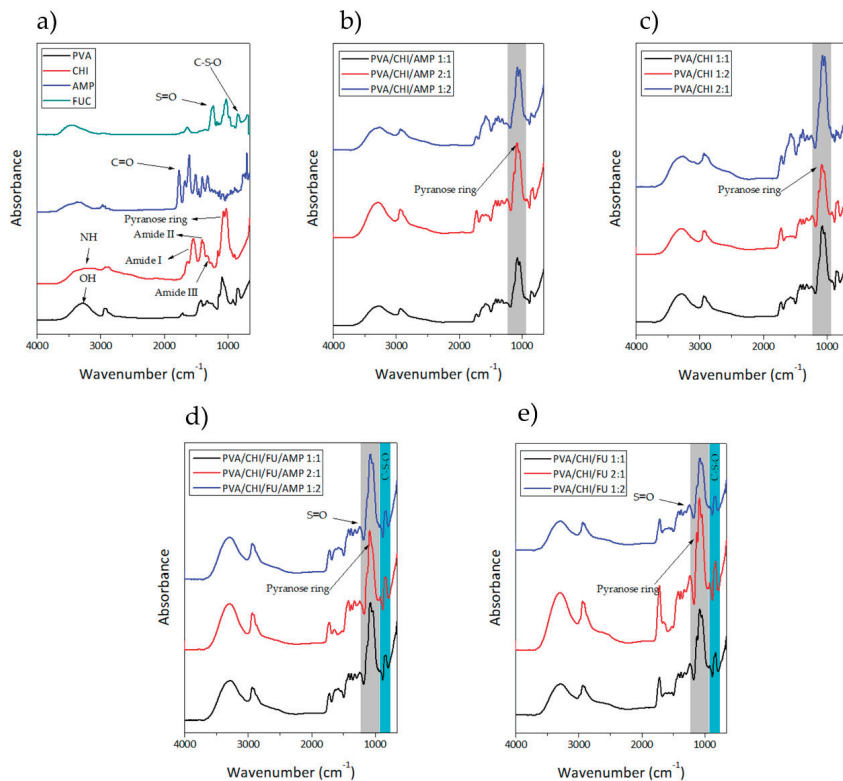 a)
PVA
CHI
AMP
FUC
C-S-O
S=O
C=O
Pyranose ring
Amide II
NH
Amide I
OH
Amide III
Absorbance
4000 3000 2000 1000
Wavenumber (cm-1)
b)
PVA/CHI/AMP 1:1
PVA/CHI/AMP 2:1
PVA/CHI/AMP 1:2
Pyranose ring
Absorbance
4000 3000 2000 1000
Wavenumber (cm-1)
c)
PVA/CHI 1:1
PVA/CHI 1:2
PVA/CHI 2:1
Pyranose ring
Absorbance
4000 3000 2000 1000
Wavenumber (cm-1)
d)
PVA/CHI/FU/AMP 1:1
PVA/CHI/FU/AMP 2:1
PVA/CHI/FU/AMP 1:2
C-S-O
S=O
Pyranose ring
Absorbance
4000 3000 2000 1000
Wavenumber (cm-1)
e)
PVA/CHI/FU 1:1
PVA/CHI/FU 2:1
PVA/CHI/FU 1:2
C-S-O
S=O
Pyranose ring
Absorbance
4000 3000 2000 1000
Wavenumber (cm-1)